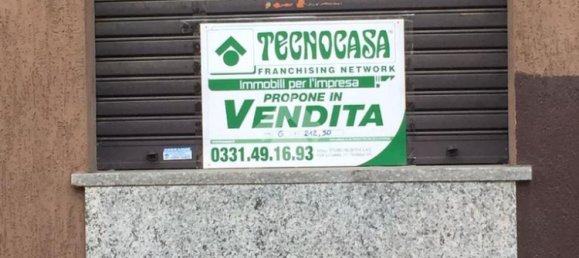 TECNOCASA
FRANCHISING NETWORK
Immobili per l'Impresa
PROPONE IN
VENDITA
0331.49.16.93